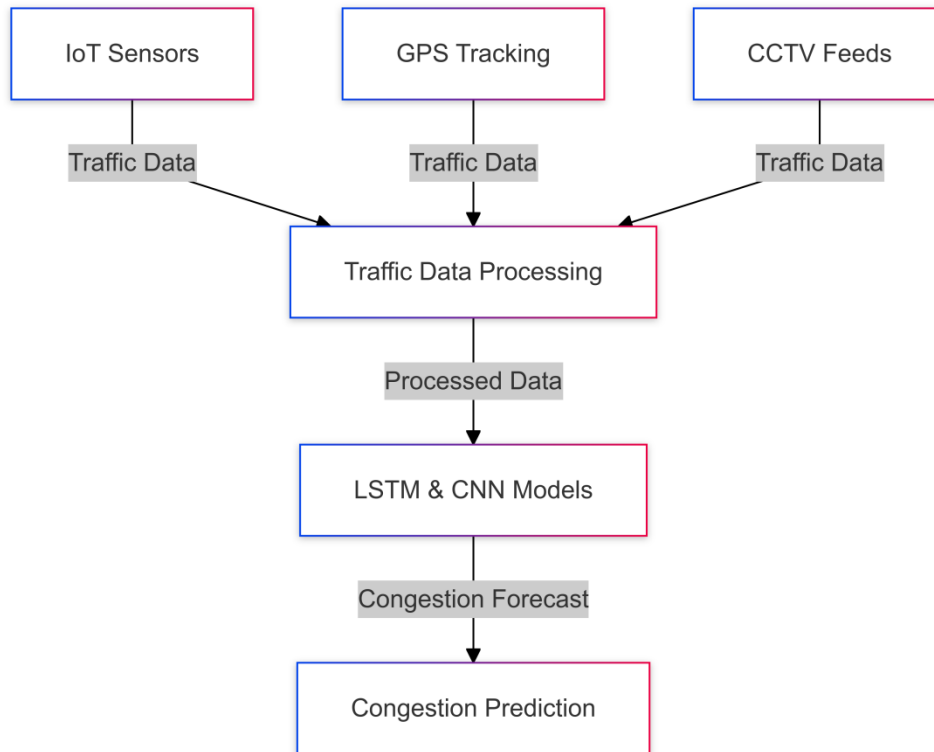 IoT Sensors
GPS Tracking
CCTV Feeds
Traffic Data
Traffic Data
Traffic Data
Traffic Data Processing
Processed Data
LSTM & CNN Models
Congestion Forecast
Congestion Prediction